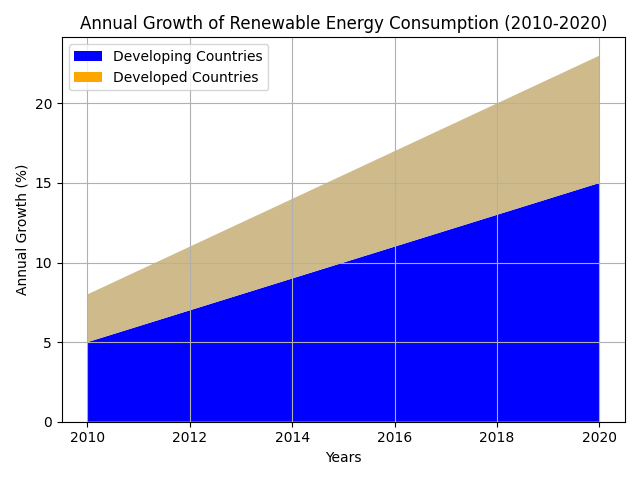 Annual Growth of Renewable Energy Consumption (2010-2020)
Developing Countries
Developed Countries
Annual Growth (%)
20
15
10
5
0
2010 2012 2014 2016 2018 2020
Years